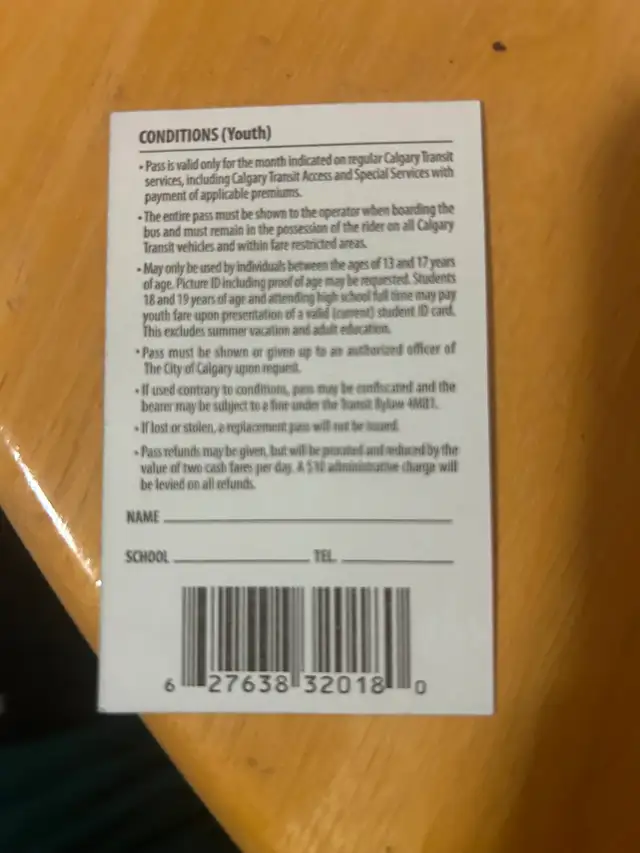 CONDITIONS (Youth)
• Pass is valid only for the month indicated on regular Calgary Transit
services, including Calgary Transit Access and Special Services with
payment of applicable premiums.
• The entire pass must be shown to the operator when boarding the
bus and must remain in the possession of the rider on all Calgary
Transit vehicles and within fare restricted areas.
• May only be used by individuals between the ages of 13 and 17 years
of age. Picture ID including proof of age may be requested. Students
18 and 19 years of age and attending high school full time may pay
youth fare upon presentation of a valid (current) student ID card.
This excludes summer vacation and adult education.
• Pass must be shown or given up to an authorized officer of
The City of Calgary upon request.
• If used contrary to conditions, pass may be confiscated and the
bearer may be subject to a fine under the Transit Bylaw 4M81.
• If lost or stolen, a replacement pass will not be issued.
• Pass refunds may be given, but will be prorated and reduced by the
value of two cash fares per day. A $10 administrative charge will
be levied on all refunds.
NAME
SCHOOL TEL.
6 27638 32018 0